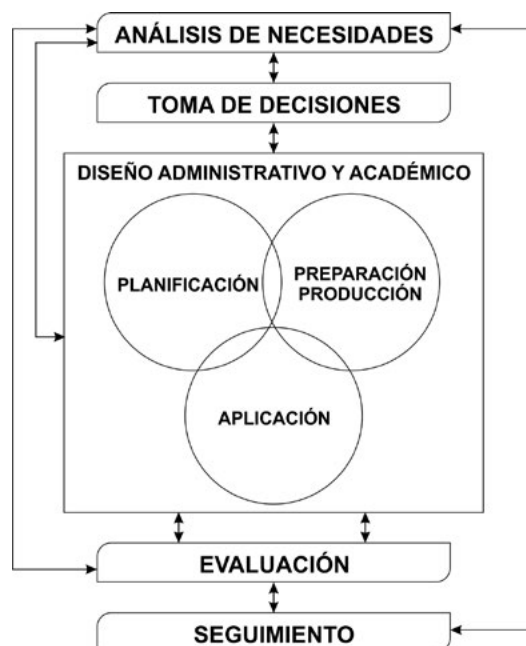 ANÁLISIS DE NECESIDADES
TOMA DE DECISIONES
DISEÑO ADMINISTRATIVO Y ACADÉMICO
PLANIFICACIÓN
PREPARACIÓN
PRODUCCIÓN
APLICACIÓN
EVALUACIÓN
SEGUIMIENTO